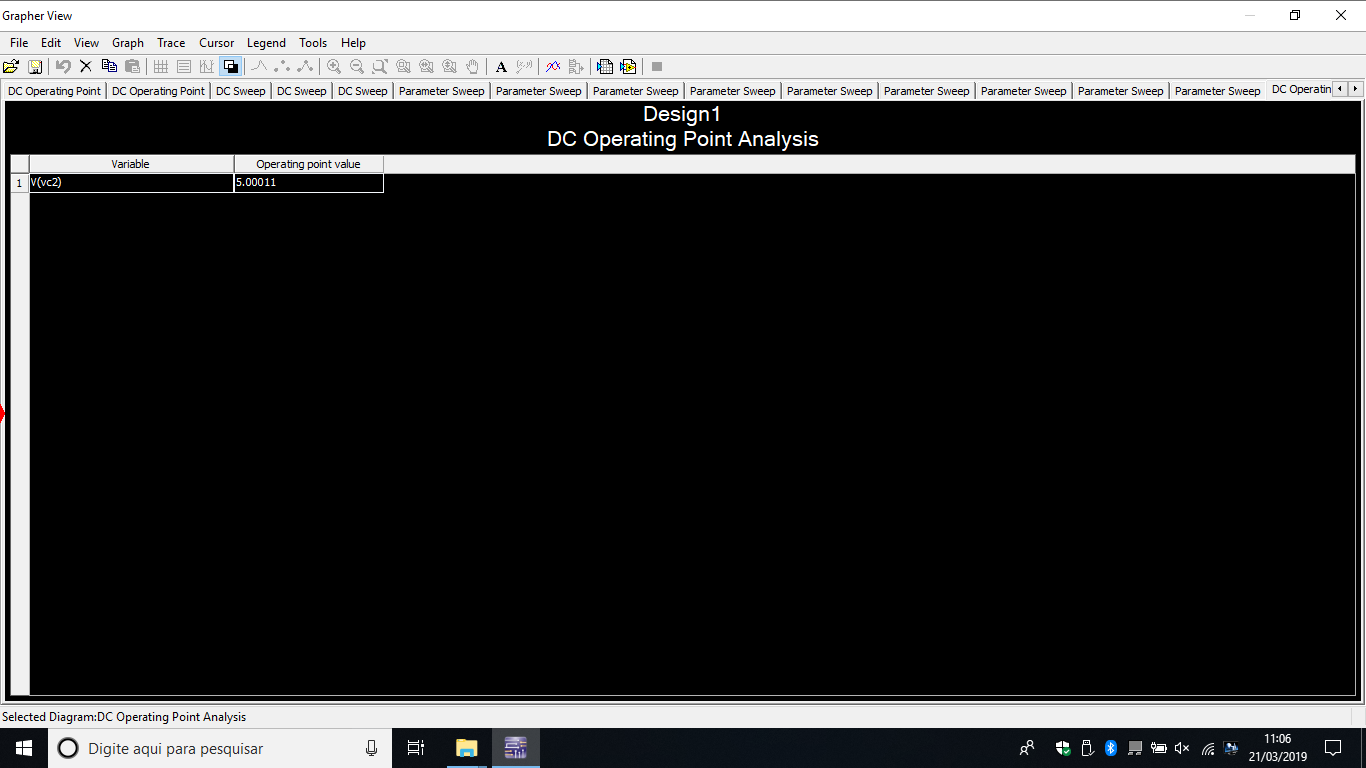 Grapher View
File Edit View Graph Trace Cursor Legend Tools Help
A
DC Operating Point DC Operating Point DC Sweep DC Sweep DC Sweep Parameter Sweep Parameter Sweep Parameter Sweep Parameter Sweep Parameter Sweep Parameter Sweep Parameter Sweep Parameter Sweep Parameter Sweep DC Operatin
Design1
DC Operating Point Analysis
Variable Operating point value
1 V(vc2) 5.00011
Selected Diagram:DC Operating Point Analysis
Digite aqui para pesquisar
11:06
21/03/2019